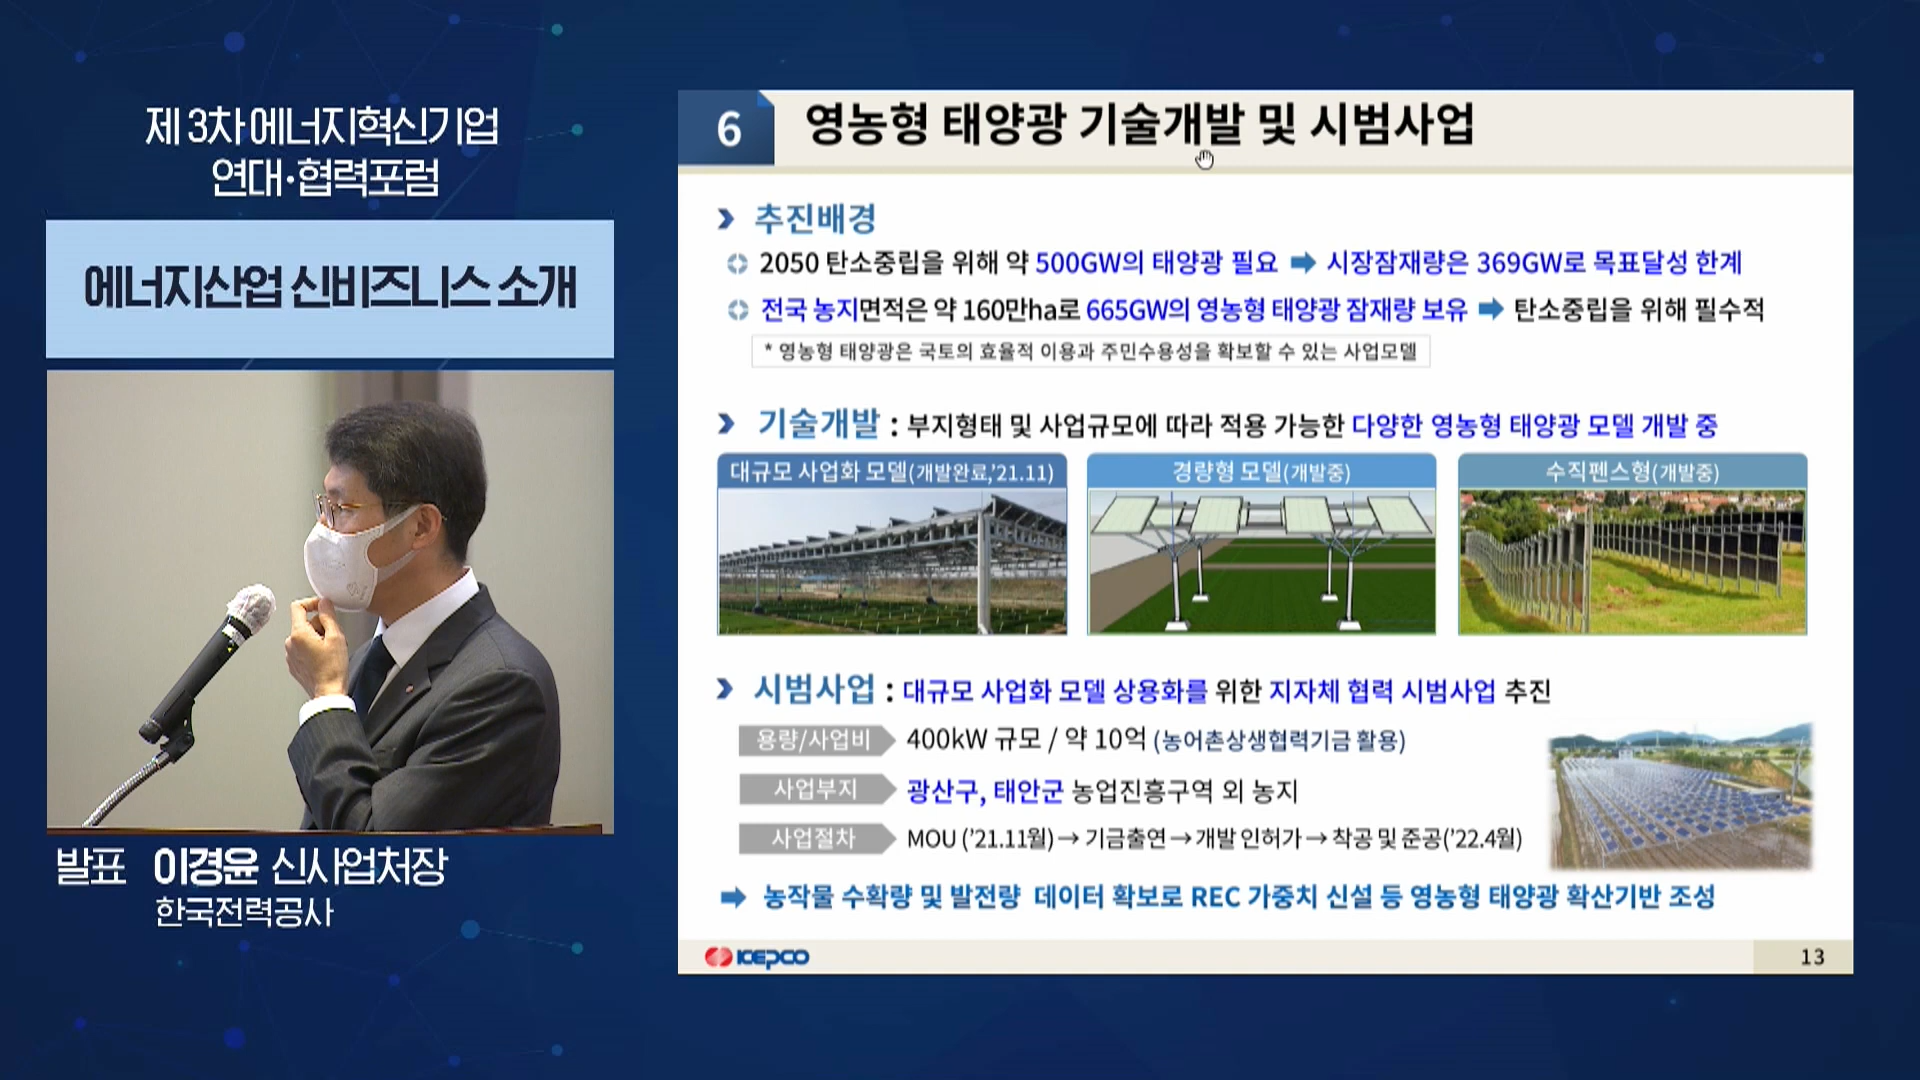 제 3차 에너지혁신기업
연대·협력포럼
에너지산업 신비즈니스 소개
발표 이경윤 신사업처장
한국전력공사
6 영농형 태양광 기술개발 및 시범사업
추진배경
2050 탄소중립을 위해 약 500GW의 태양광 필요 ➡ 시장잠재량은 369GW로 목표달성 한계
전국 농지면적은 약 160만ha로 665GW의 영농형 태양광 잠재량 보유 ➡ 탄소중립을 위해 필수적
* 영농형 태양광은 국토의 효율적 이용과 주민수용성을 확보할 수 있는 사업모델
기술개발 : 부지형태 및 사업규모에 따라 적용 가능한 다양한 영농형 태양광 모델 개발 중
대규모 사업화 모델(개발완료,'21.11)
경량형 모델(개발중)
수직펜스형(개발중)
시범사업 : 대규모 사업화 모델 상용화를 위한 지자체 협력 시범사업 추진
용량/사업비 400kW 규모 / 약 10억 (농어촌상생협력기금 활용)
사업부지 광산구, 태안군 농업진흥구역 외 농지
사업절차 MOU ('21.11월) → 기금출연 → 개발 인허가 → 착공 및 준공('22.4월)
➡ 농작물 수확량 및 발전량 데이터 확보로 REC 가중치 신설 등 영농형 태양광 확산기반 조성
KEPCO
13